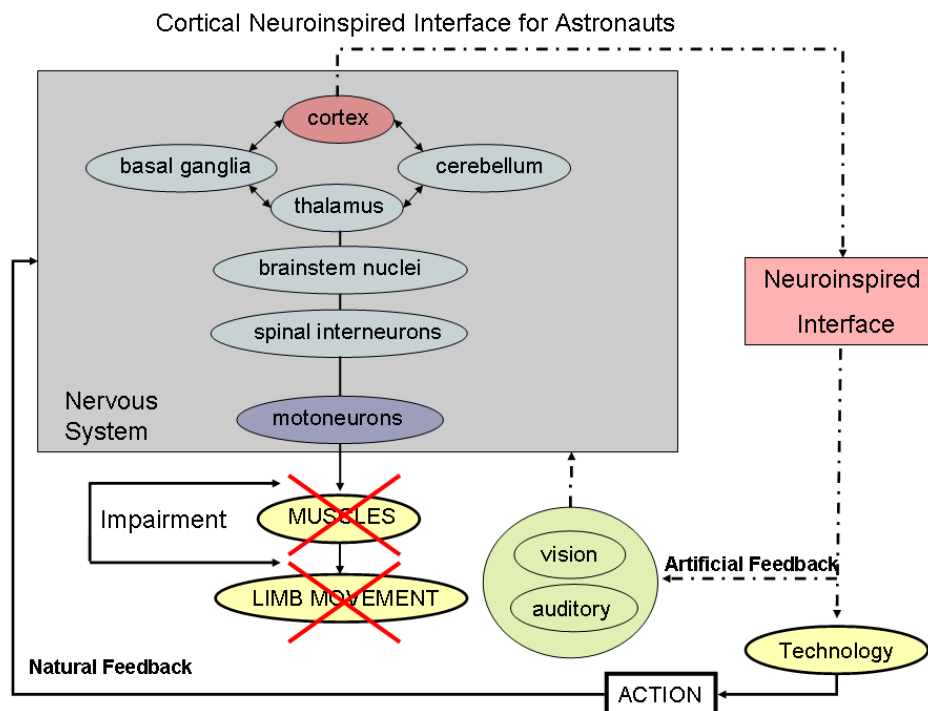 Cortical Neuroinspired Interface for Astronauts
cortex
basal ganglia
cerebellum
thalamus
brainstem nuclei
Neuroinspired
Interface
spinal interneurons
Nervous
System
motoneurons
Impairment
MUSSLES
vision
Artificial Feedback
LIMB MOVEMENT
auditory
Technology
Natural Feedback
ACTION